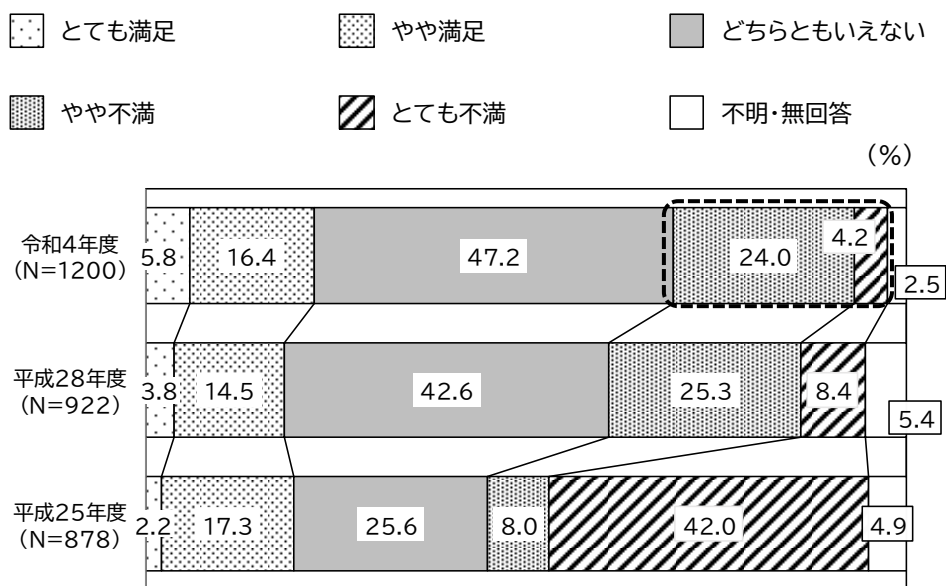 とても満足
やや満足
どちらともいえない
やや不満
とても不満
不明・無回答
(%)
令和4年度
(N=1200)
5.8
16.4
47.2
24.0
4.2
2.5
平成28年度
(N=922)
3.8
14.5
42.6
25.3
8.4
5.4
平成25年度
(N=878)
2.2
17.3
25.6
8.0
42.0
4.9